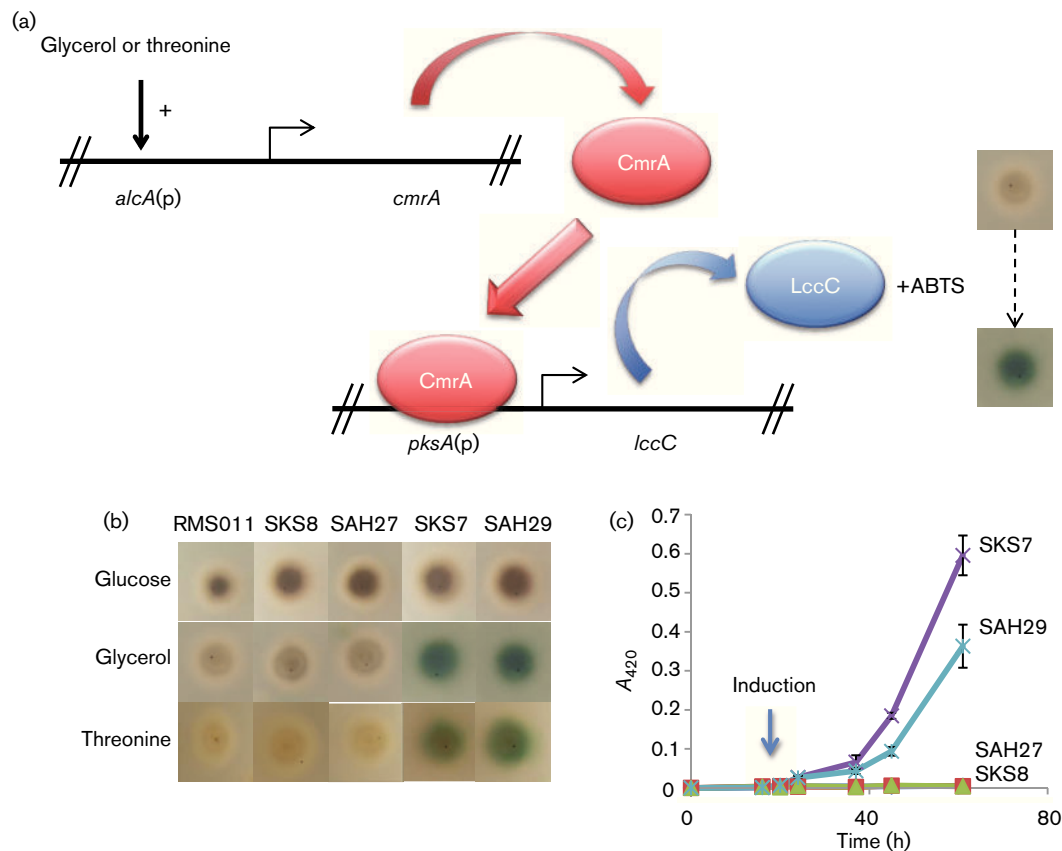 (a)
Glycerol or threonine
+
alcA(p)
cmrA
CmrA
LccC
+ABTS
CmrA
pksA(p)
lccC
(b)
RMS011 SKS8 SAH27 SKS7 SAH29
Glucose
Glycerol
Threonine
(c)
0.7
0.6
0.5
0.4
0.3
0.2
0.1
0
A420
Induction
SKS7
SAH29
SAH27
SKS8
0 40 80
Time (h)